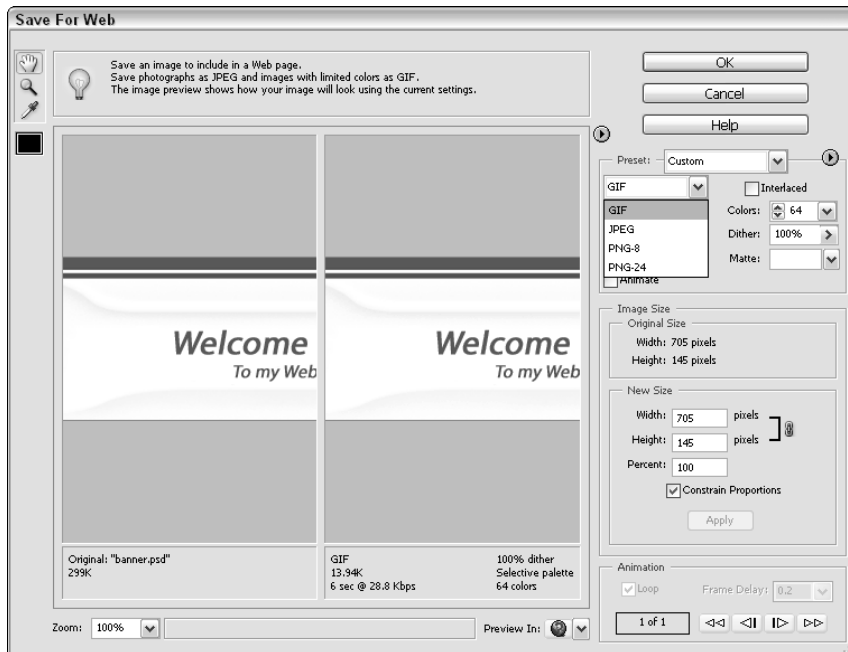 Save For Web
Save an image to include in a Web page.
Save photographs as JPEG and images with limited colors as GIF.
The image preview shows how your image will look using the current settings.
OK
Cancel
Help
Preset: Custom
GIF
Interlaced
GIF
JPEG
PNG-8
PNG-24
Colors: 64
Dither: 100%
Matte:
Animate
Image Size
Original Size
Width: 705 pixels
Height: 145 pixels
New Size
Width: 705 pixels
Height: 145 pixels
Percent: 100
Constrain Proportions
Apply
Animation
Loop
Frame Delay: 0.2
1 of 1
Welcome
To my Web
Welcome
To my Web
Original: "banner.psd"
299K
GIF
13.94K
6 sec @ 28.8 Kbps
100% dither
Selective palette
64 colors
Zoom: 100%
Preview In: